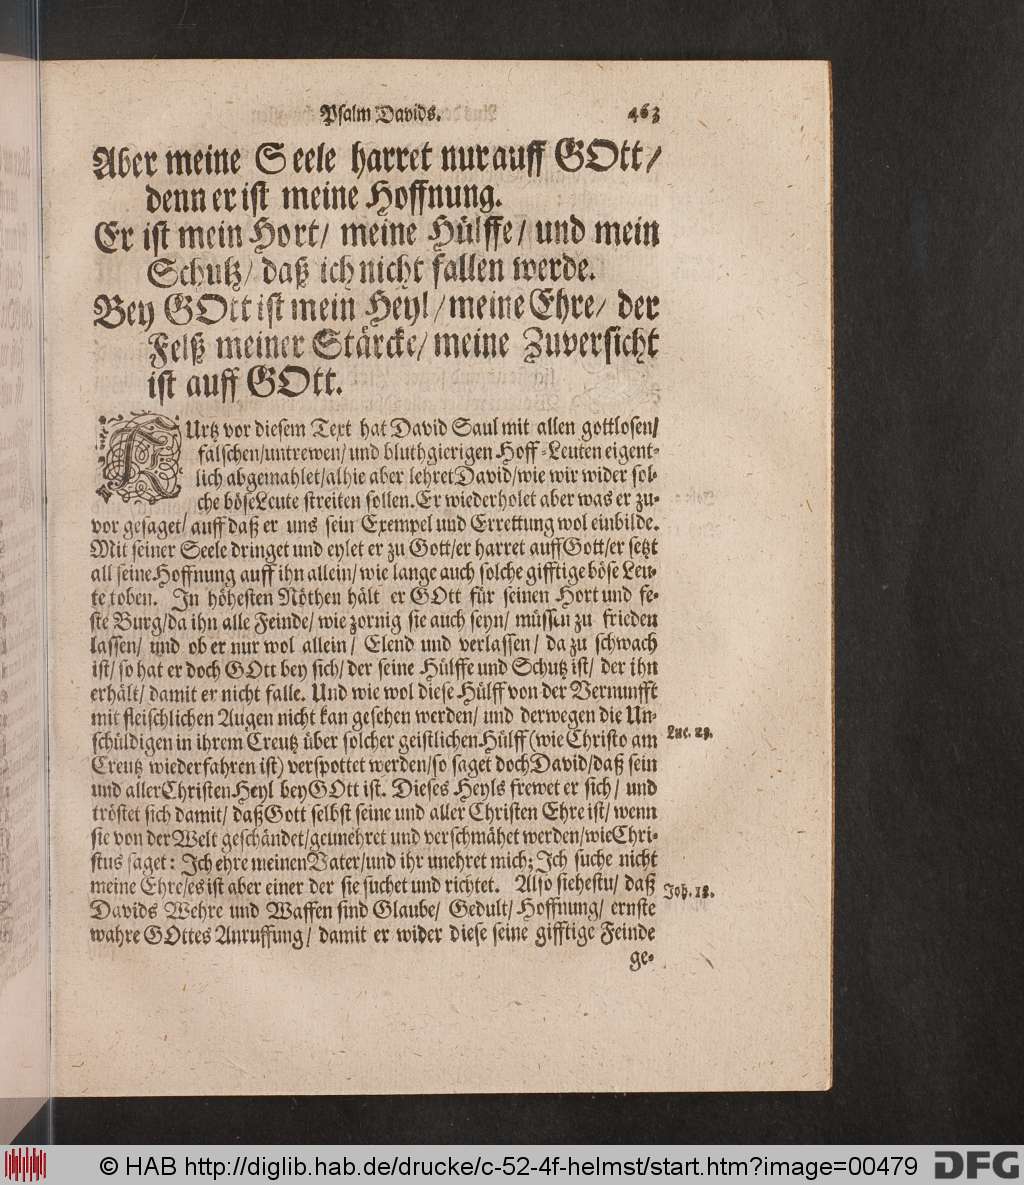 Psalm Davids. 463
Aber meine Seele harret nur auff GOtt/
denn er ist meine Hoffnung.
Er ist mein Hort/ meine Hülffe/ und mein
Schutz/ daß ich nicht fallen werde.
Bey GOtt ist mein Heyl/ meine Ehre/ der
Felß meiner Stärcke/ meine Zuversicht
ist auff GOtt.
KUrtz vor diesem Text hat David Saul mit allen gottlosen/
falschen/untrewen/ und bluthgierigen Hoff-Leuten eigent-
lich abgemahlet/alhie aber lehret David/wie wir wider sol-
che böse Leute streiten sollen. Er wiederholet aber was er zu-
vor gesaget/ auff daß er uns sein Exempel und Errettung wol einbilde.
Mit seiner Seele dringet und eylet er zu Gott/er harret auff Gott/er setzt
all seine Hoffnung auff ihn allein/ wie lange auch solche gifftige böse Leu-
te toben. In höhesten Nöthen hält er GOtt für seinen Hort und fe-
ste Burg/da ihn alle Feinde/ wie zornig sie auch seyn/ müssen zu frieden
lassen/ und ob er nur wol allein/ Elend und verlassen/ da zu schwach
ist/ so hat er doch GOtt bey sich/ der seine Hülffe und Schutz ist/ der ihn
erhält/ damit er nicht falle. Und wie wol diese Hülff von der Vernunfft
mit fleischlichen Augen nicht kan gesehen werden/ und derwegen die Un-
schüldigen in ihrem Creutz über solcher geistlichen Hülff (wie Christo am
Creutz wiederfahren ist) verspottet werden/so saget doch David/daß sein
und aller Christen Heyl bey GOtt ist. Dieses Heyls frewet er sich/ und
tröstet sich damit/ daß Gott selbst seine und aller Christen Ehre ist/ wenn
sie von der Welt geschändet/geunehret und verschmähet werden/wie Chri-
stus saget: Ich ehre meinen Vater/und ihr unehret mich; Ich suche nicht
meine Ehre/es ist aber einer der sie suchet und richtet. Also siehestu/ daß
Davids Wehre und Waffen sind Glaube/ Gedult/ Hoffnung/ ernste
wahre GOttes Anruffung/ damit er wider diese seine gifftige Feinde
ge-
Luc. 23.
Joh. 18.
© HAB http://diglib.hab.de/drucke/c-52-4f-helmst/start.htm?image=00479
DFG